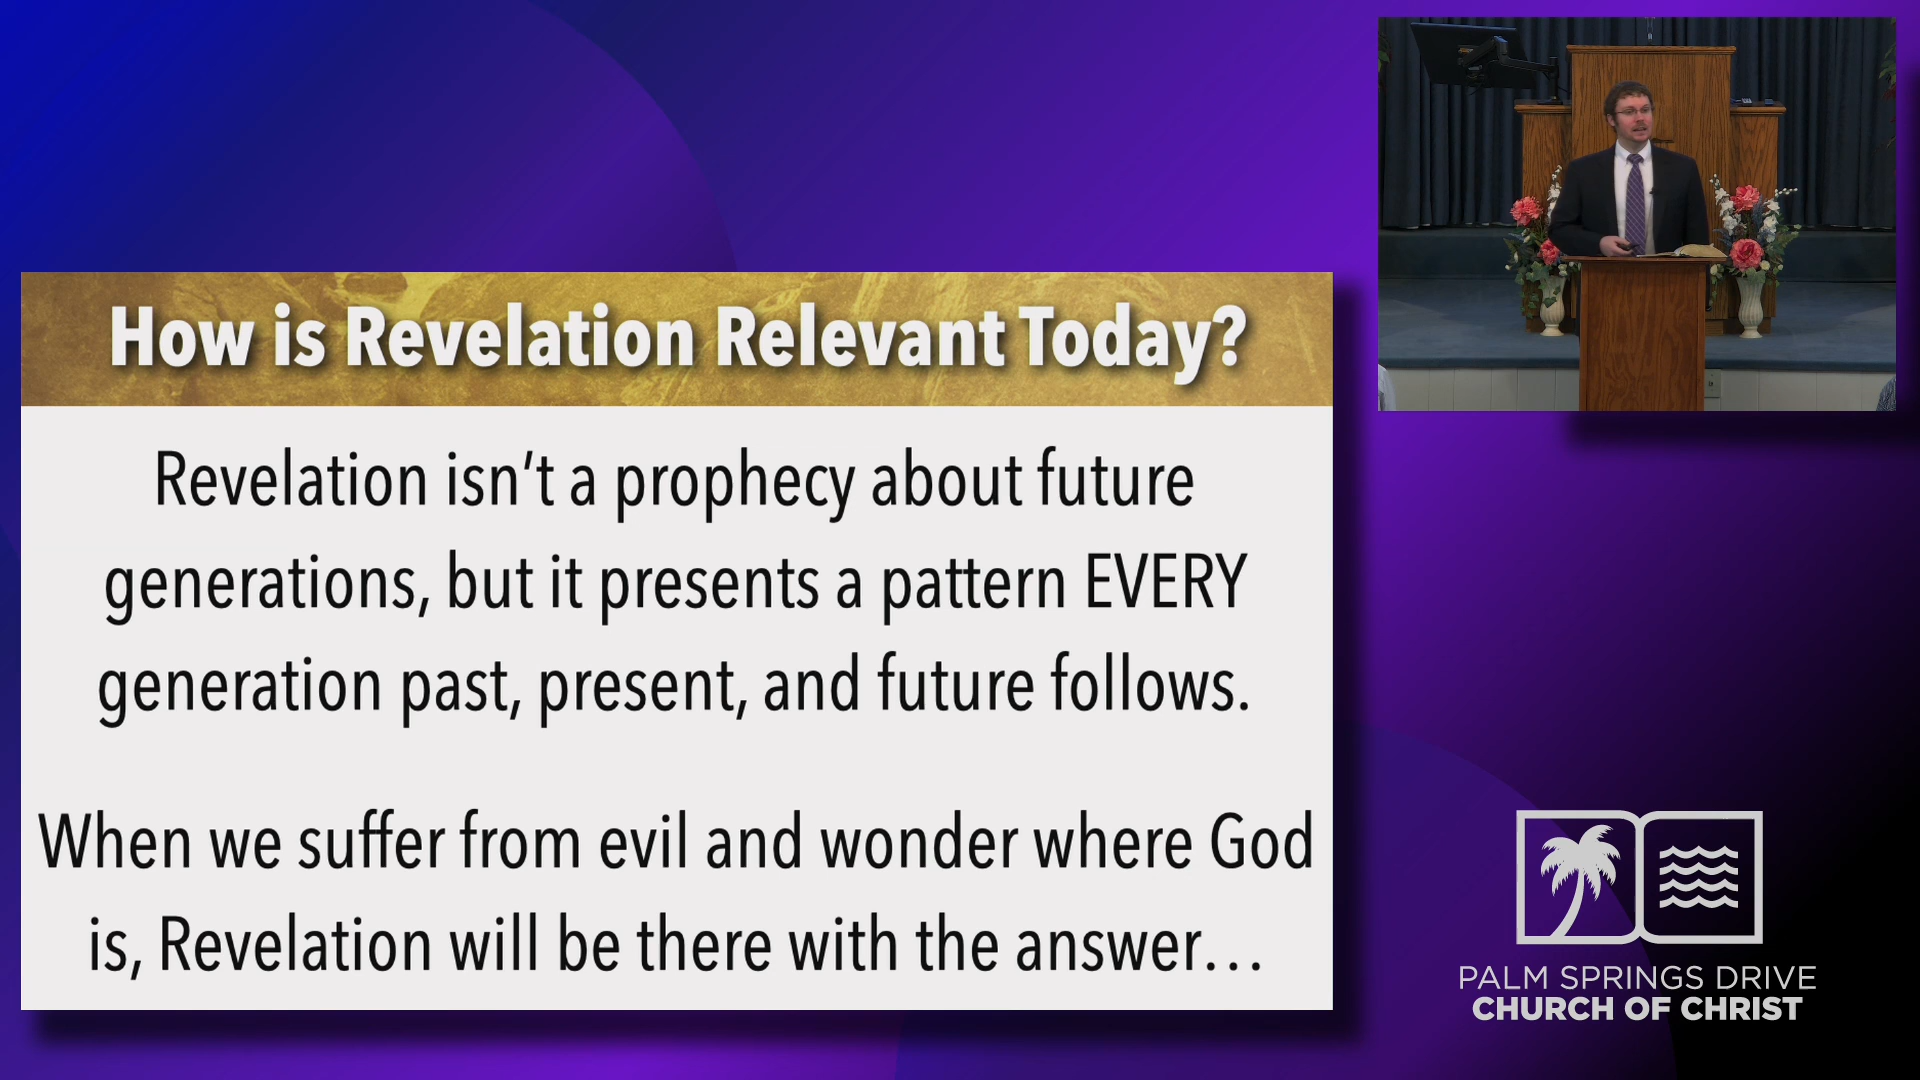 How is Revelation Relevant Today?
Revelation isn’t a prophecy about future
generations, but it presents a pattern EVERY
generation past, present, and future follows.
When we suffer from evil and wonder where God
is, Revelation will be there with the answer…
PALM SPRINGS DRIVE
CHURCH OF CHRIST